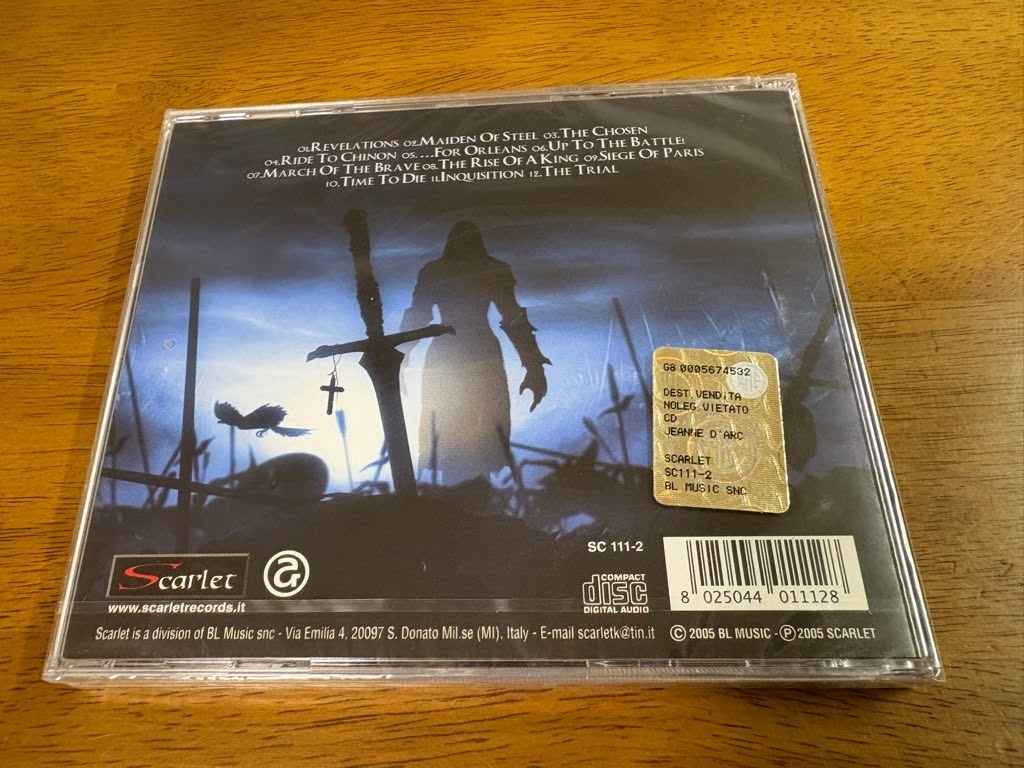 01.REVELATIONS 02.MAIDEN OF STEEL 03.THE CHOSEN
04.RIDE TO CHINON 05....FOR ORLEANS 06.UP TO THE BATTLE!
07.MARCH OF THE BRAVE 08.THE RISE OF A KING 09.SIEGE OF PARIS
10.TIME TO DIE 11.INQUISITION 12.THE TRIAL
G8 0005674532
DEST.VENDITA
NOLEG.VIETATO
CD
JEANNE D'ARC
SCARLET
SC111-2
BL MUSIC SNC
SC 111-2
Scarlet
www.scarletrecords.it
COMPACT
disc
DIGITAL AUDIO
8 025044 011128
Scarlet is a division of BL Music snc - Via Emilia 4, 20097 S. Donato Mil.se (MI), Italy - E-mail scarletk@tin.it © 2005 BL MUSIC - ℗ 2005 SCARLET